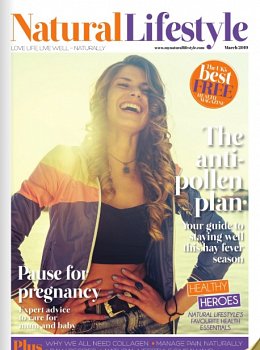 Natural Lifestyle
LOVE LIFE, LIVE WELL – NATURALLY
www.mynaturallifestyle.com
March 2019
The UK's
best
FREE
HEALTH
MAGAZINE
The
anti-
pollen
plan
Your guide to
staying well
this hay fever
season
Pause for
pregnancy
Expert advice
to care for
mum and baby
HEALTHY
HEROES
NATURAL LIFESTYLE'S
FAVOURITE HEALTH
ESSENTIALS
Plus WHY WE ALL NEED COLLAGEN • MANAGE PAIN NATURALLY